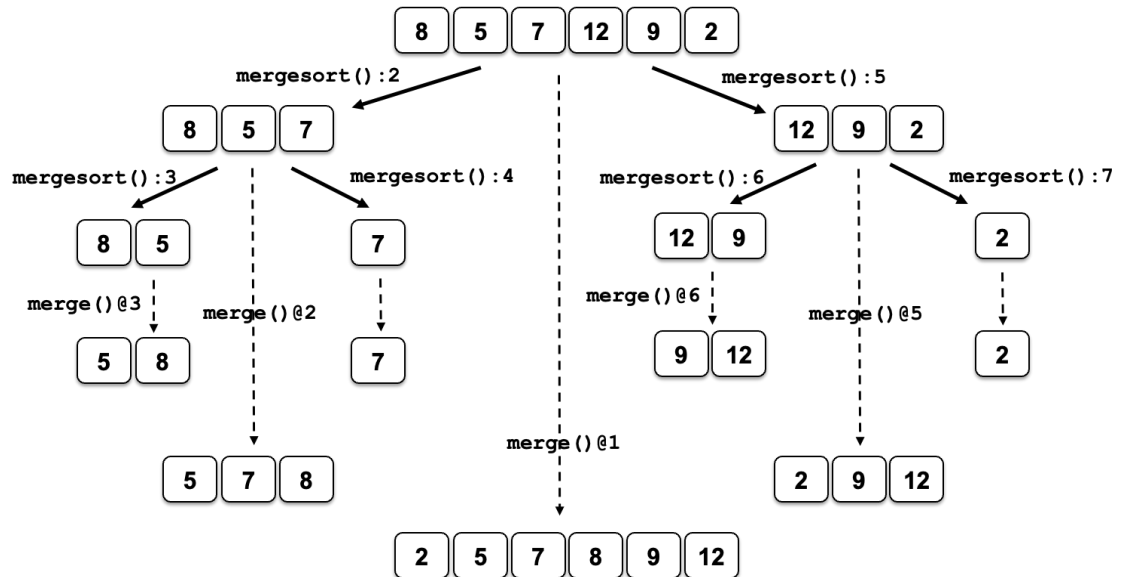 8 5 7 12 9 2
mergesort():2
mergesort():5
8 5 7
12 9 2
mergesort():3
mergesort():4
mergesort():6
mergesort():7
8 5
7
12 9
2
merge()@3
merge()@2
merge()@6
merge()@5
5 8
7
9 12
2
merge()@1
5 7 8
2 9 12
2 5 7 8 9 12